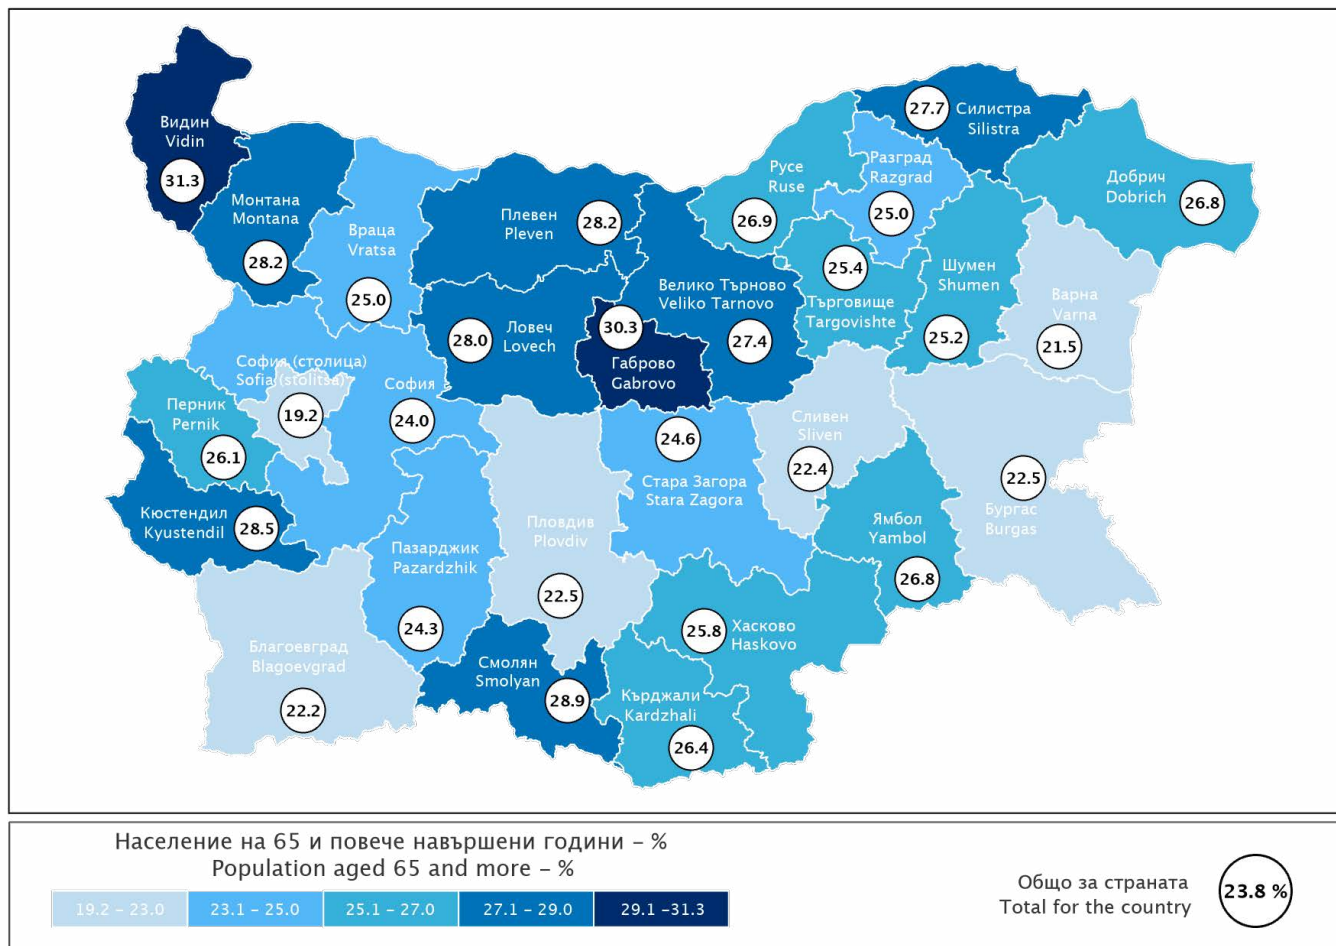 Видин
Vidin
31.3
Монтана
Montana
28.2
Враца
Vratsa
25.0
Плевен
Pleven
28.2
Ловеч
Lovech
28.0
Габрово
Gabrovo
30.3
Велико Търново
Veliko Tarnovo
27.4
Русе
Ruse
26.9
Разград
Razgrad
25.0
Силистра
Silistra
27.7
Добрич
Dobrich
26.8
Търговище
Targovishte
25.4
Шумен
Shumen
25.2
Варна
Varna
21.5
София (столица)
Sofia (stolitsa)
19.2
София
24.0
Перник
Pernik
26.1
Кюстендил
Kyustendil
28.5
Благоевград
Blagoevgrad
22.2
Пазарджик
Pazardzhik
24.3
Пловдив
Plovdiv
22.5
Смолян
Smolyan
28.9
Стара Загора
Stara Zagora
24.6
Сливен
Sliven
22.4
Бургас
Burgas
22.5
Ямбол
Yambol
26.8
Хасково
Haskovo
25.8
Кърджали
Kardzhali
26.4
Население на 65 и повече навършени години – %
Population aged 65 and more – %
19.2 – 23.0
23.1 – 25.0
25.1 – 27.0
27.1 – 29.0
29.1 –31.3
Общо за страната
Total for the country
23.8 %